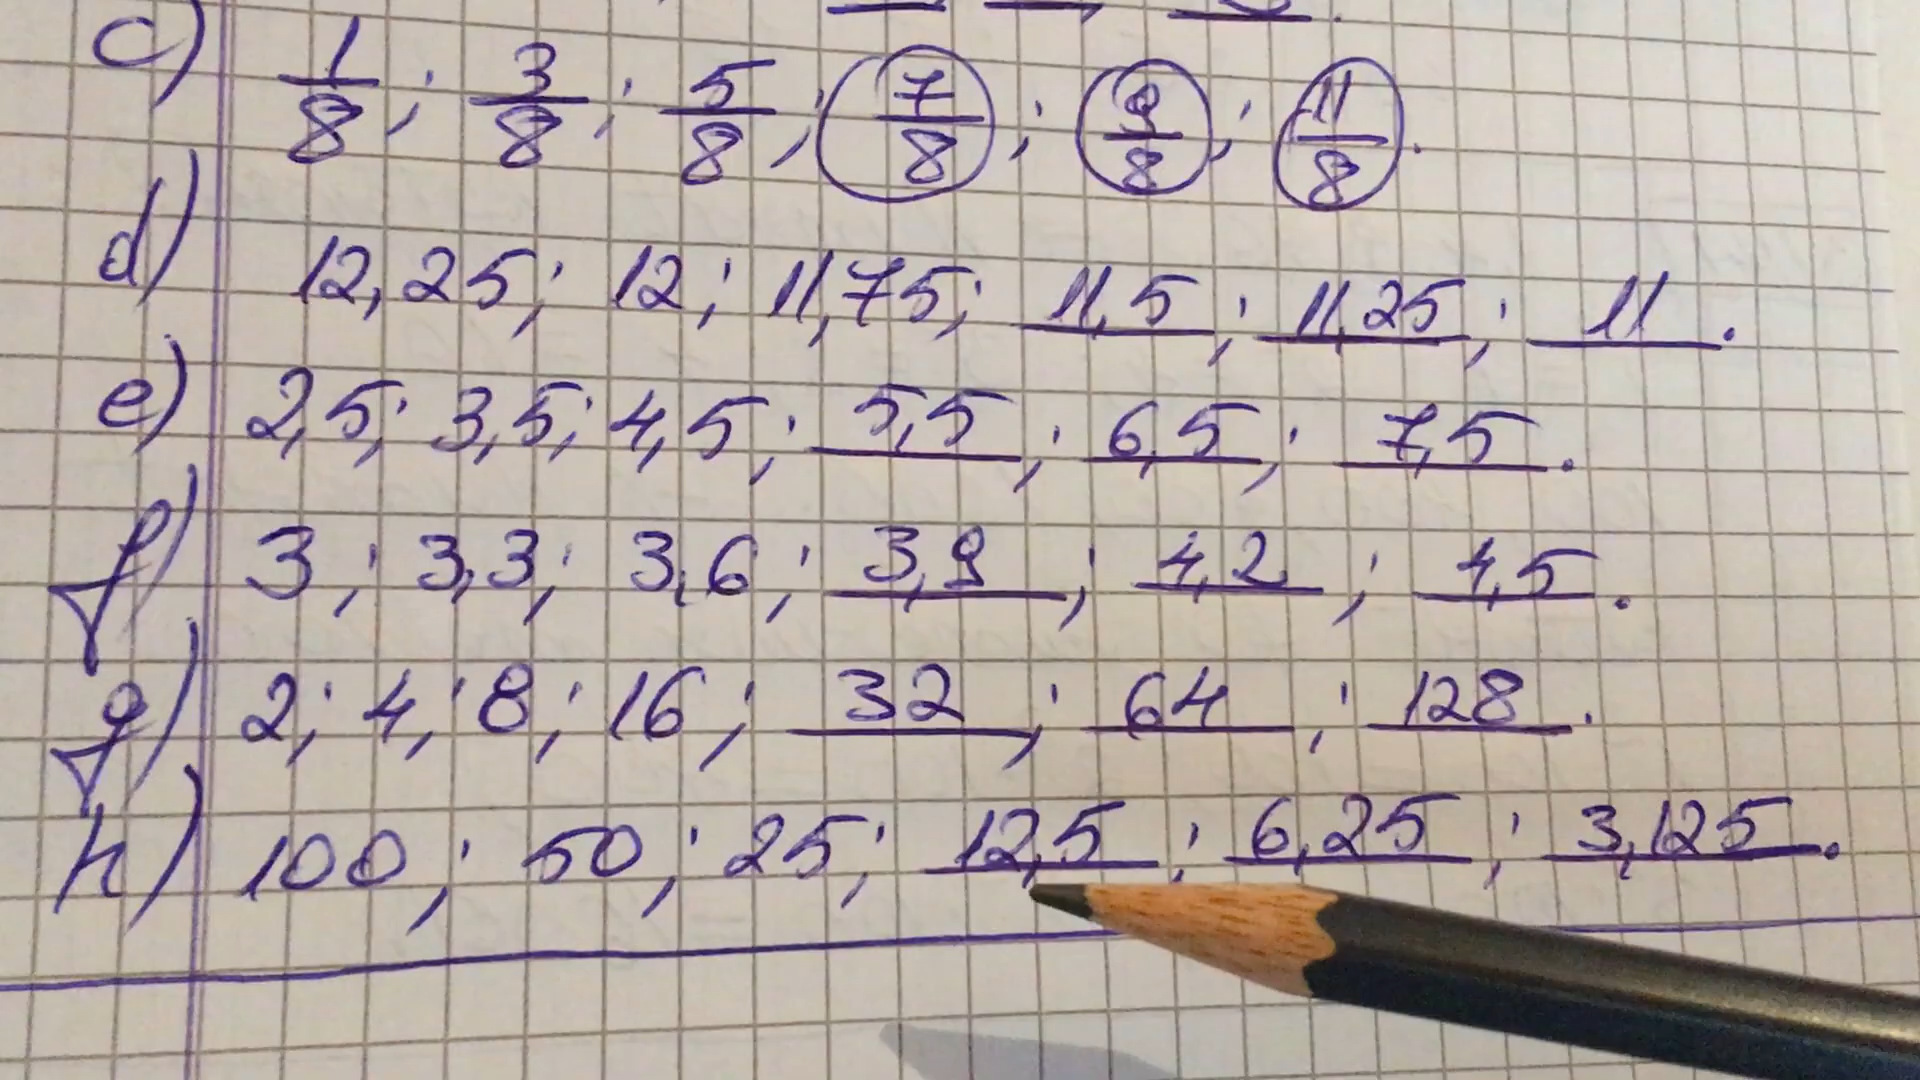 c) 1/8; 3/8; 5/8; 7/8; 9/8; 11/8.
d) 12,25; 12; 11,75; 11,5; 11,25; 11.
e) 2,5; 3,5; 4,5; 5,5; 6,5; 7,5.
f) 3; 3,3; 3,6; 3,9; 4,2; 4,5.
g) 2; 4; 8; 16; 32; 64; 128.
h) 100; 50; 25; 12,5; 6,25; 3,125.